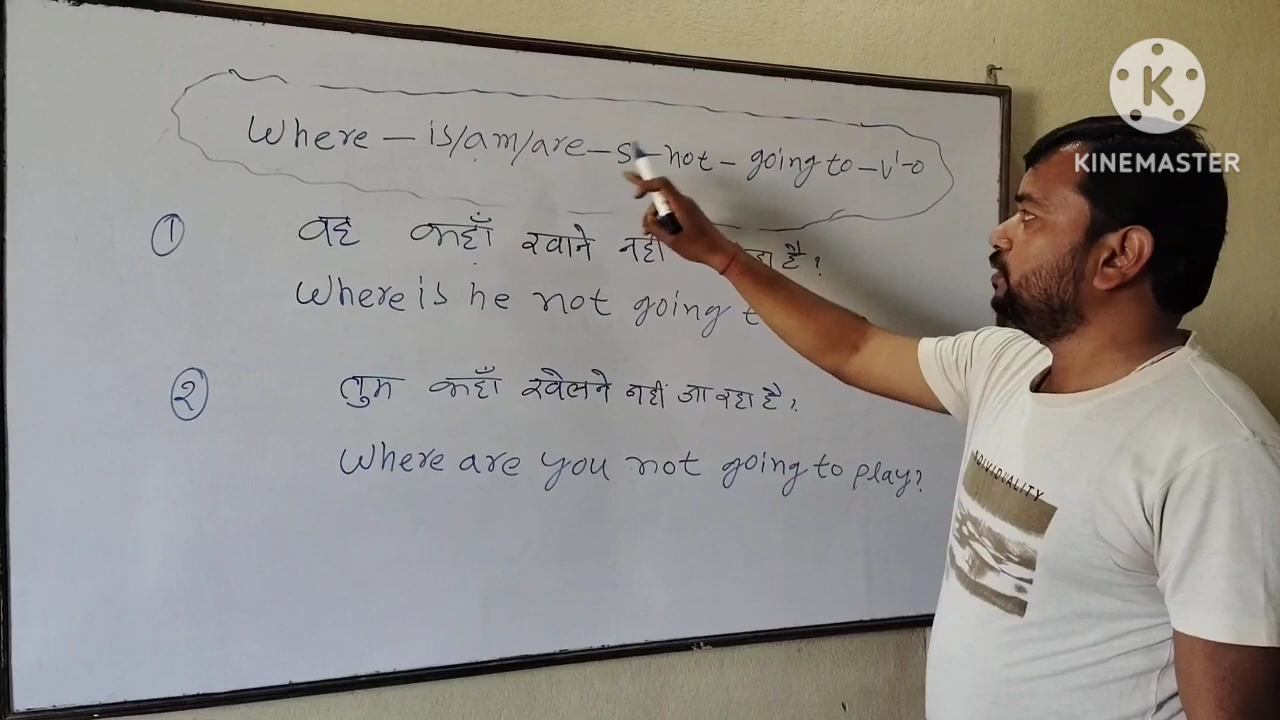 Where – is/am/are – S – not – going to – V¹ – o
① वह कहाँ खाने नहीं है?
Where is he not going
② तुम कहाँ खेलने नहीं जा रहा है?
Where are you not going to play?
KINEMASTER
INDIVIDUALITY